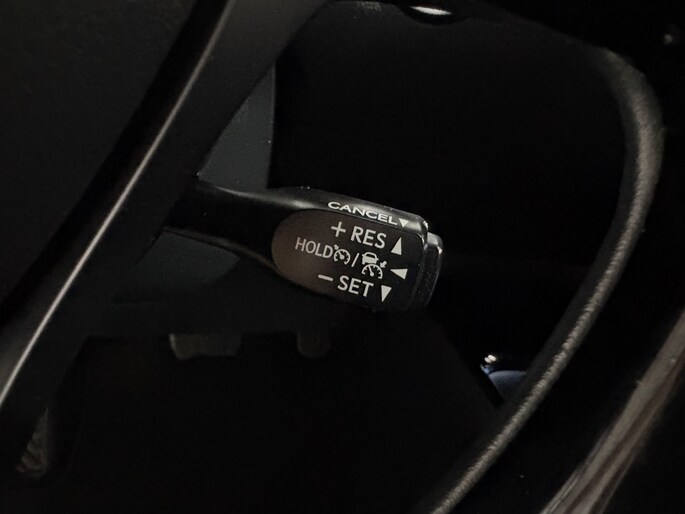 CANCEL▼
+ RES ▲
HOLD / ◀
− SET ▼